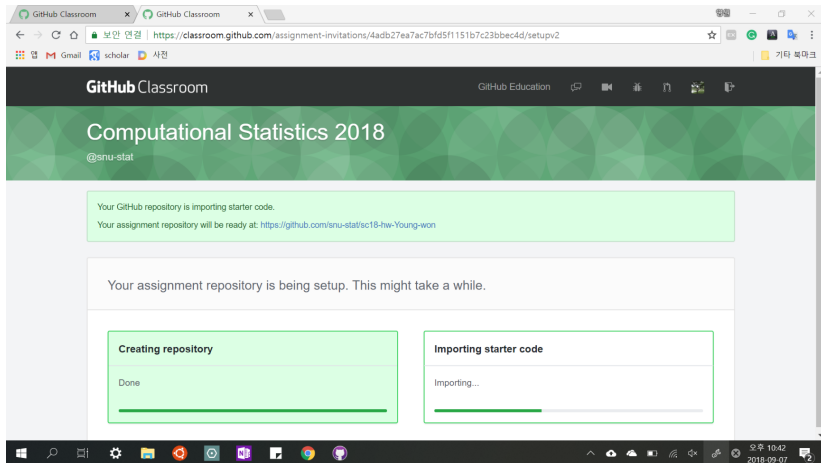 GitHub Classroom
GitHub Classroom
보안 연결 | https://classroom.github.com/assignment-invitations/4adb27ea7ac7bfd5f1151b7c23bbec4d/setupv2
앱 Gmail scholar 사전 기타 북마크
GitHub Classroom
GitHub Education
Computational Statistics 2018
@snu-stat
Your GitHub repository is importing starter code.
Your assignment repository will be ready at: https://github.com/snu-stat/sc18-hw-Young-won
Your assignment repository is being setup. This might take a while.
Creating repository
Done
Importing starter code
Importing...
오후 10:42
2018-09-07
2